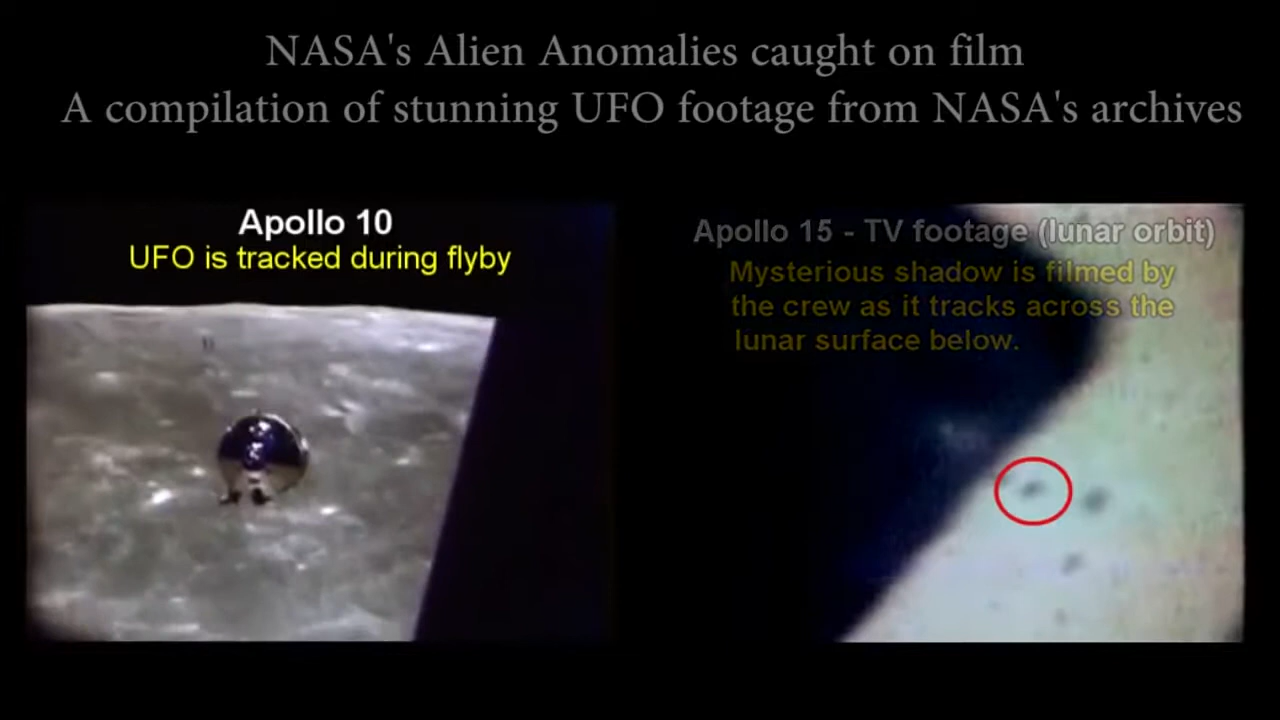 NASA's Alien Anomalies caught on film
A compilation of stunning UFO footage from NASA's archives
Apollo 10
UFO is tracked during flyby
Apollo 15 - TV footage (lunar orbit)
Mysterious shadow is filmed by
the crew as it tracks across the
lunar surface below.